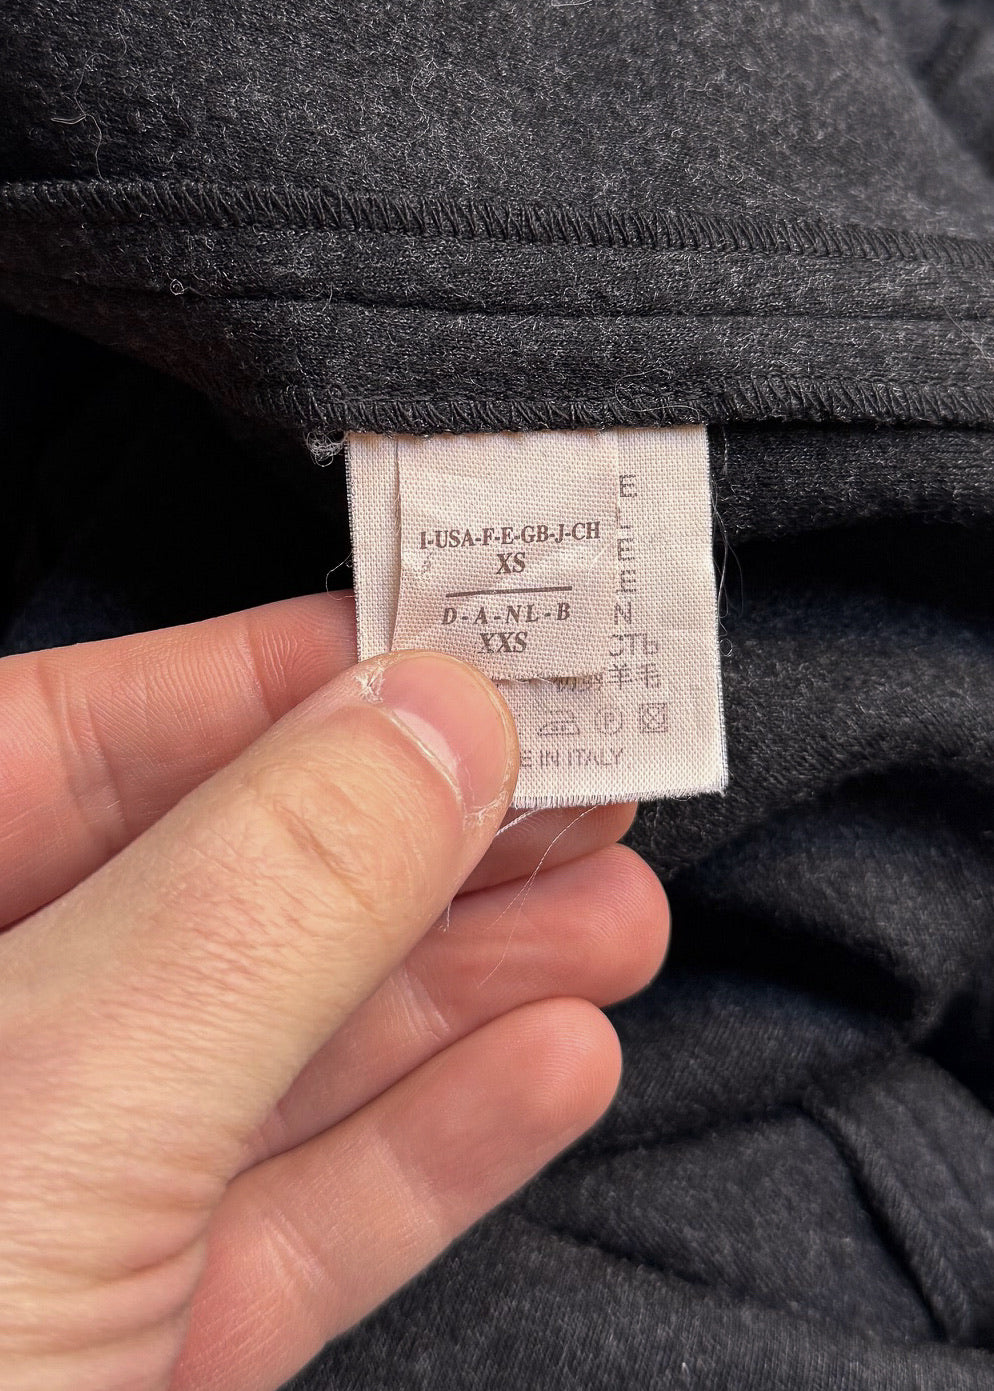 I-USA-F-E-GB-J-CH
XS
D-A-NL-B
XXS
E
E
E
N
СТЬ
羊毛
E IN ITALY